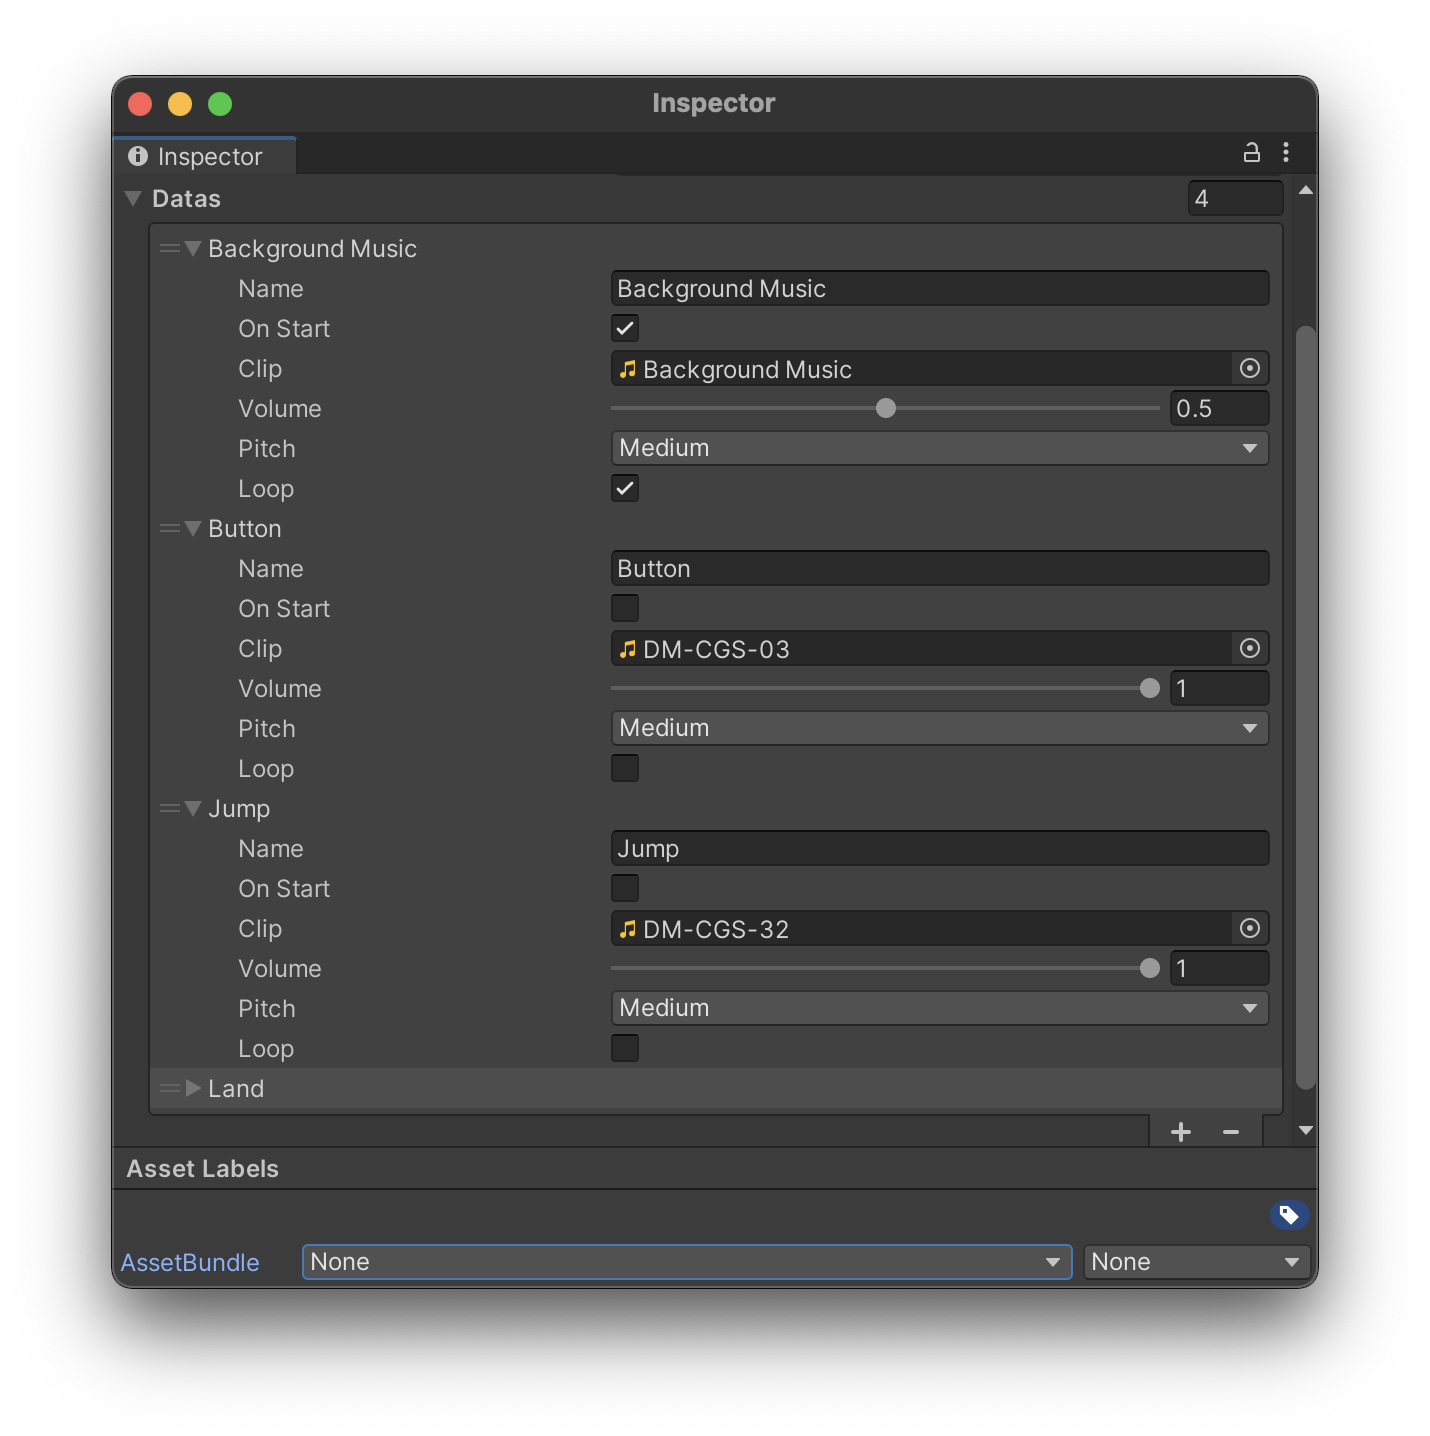 Inspector
Inspector
Datas 4
Background Music
Name Background Music
On Start
Clip Background Music
Volume 0.5
Pitch Medium
Loop
Button
Name Button
On Start
Clip DM-CGS-03
Volume 1
Pitch Medium
Loop
Jump
Name Jump
On Start
Clip DM-CGS-32
Volume 1
Pitch Medium
Loop
Land
Asset Labels
AssetBundle None None